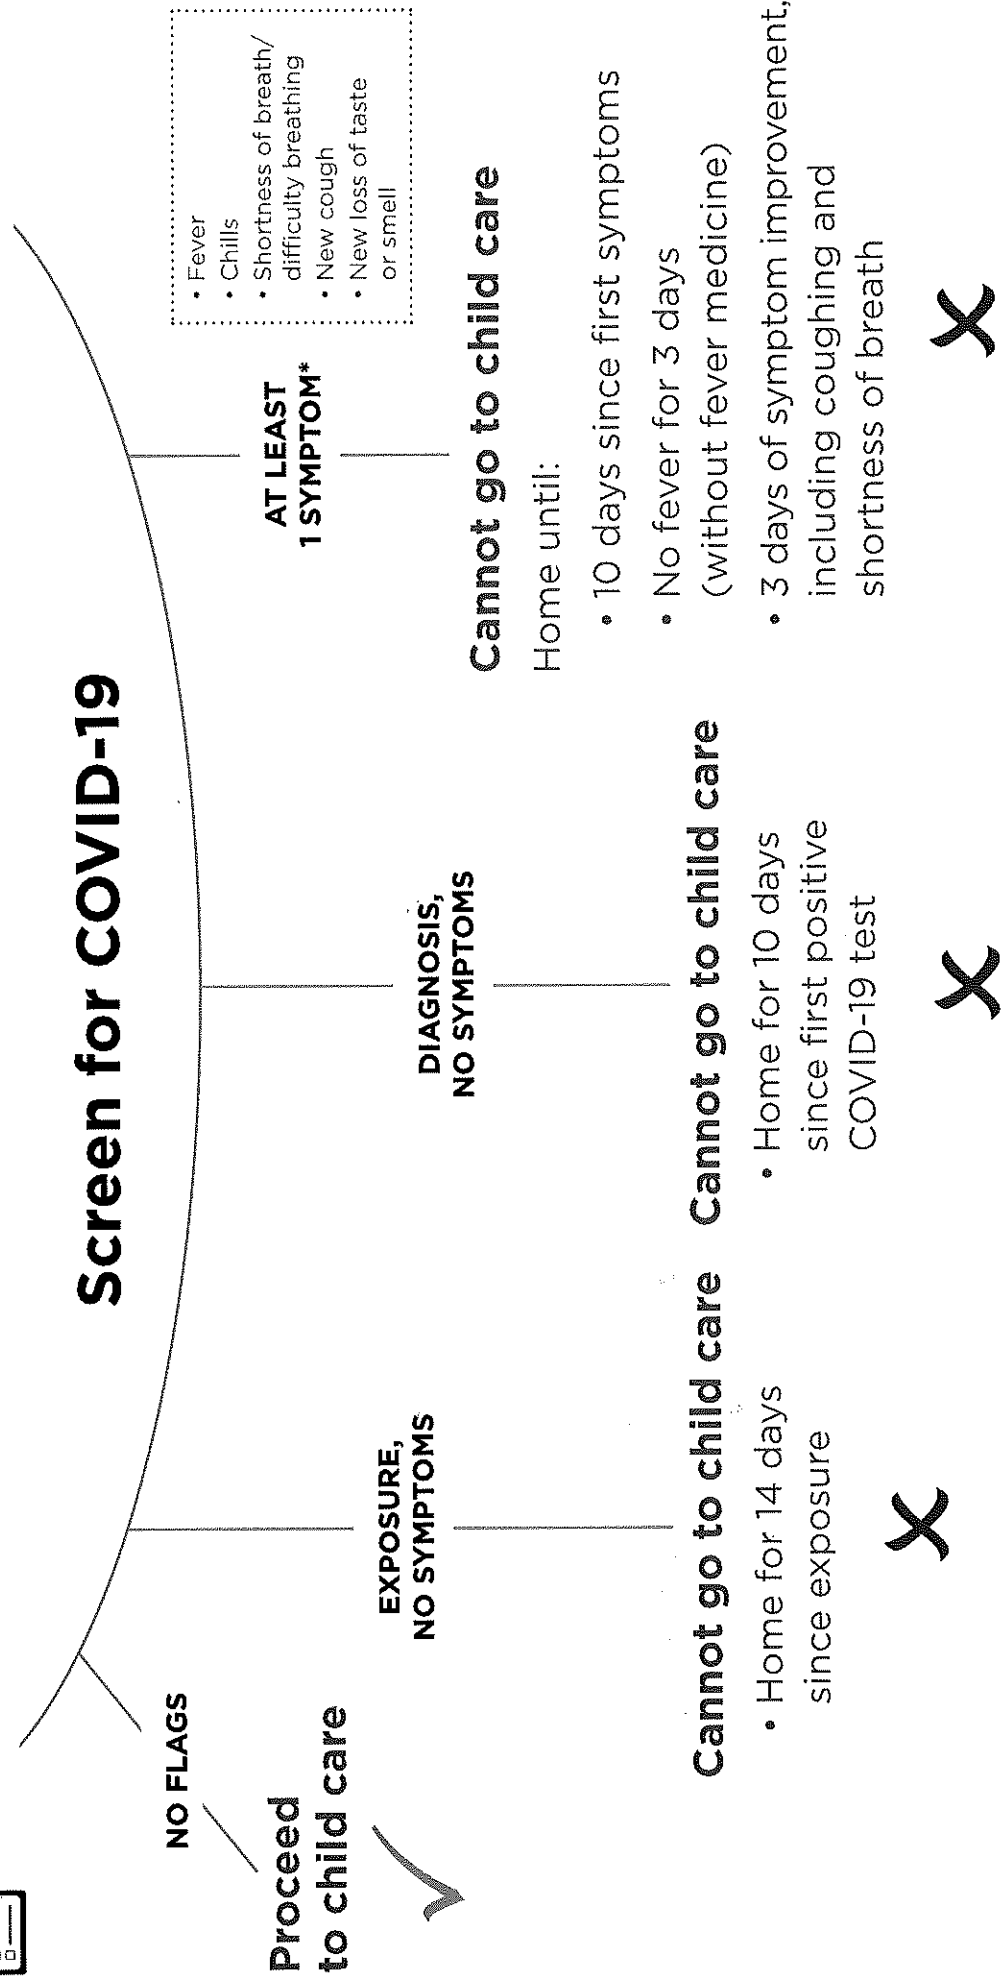 Screen for COVID-19
NO FLAGS
Proceed
to child care
EXPOSURE,
NO SYMPTOMS
Cannot go to child care
• Home for 14 days
since exposure
DIAGNOSIS,
NO SYMPTOMS
Cannot go to child care
• Home for 10 days
since first positive
COVID-19 test
AT LEAST
1 SYMPTOM*
• Fever
• Chills
• Shortness of breath/
difficulty breathing
• New cough
• New loss of taste
or smell
Cannot go to child care
Home until:
• 10 days since first symptoms
• No fever for 3 days
(without fever medicine)
• 3 days of symptom improvement,
including coughing and
shortness of breath